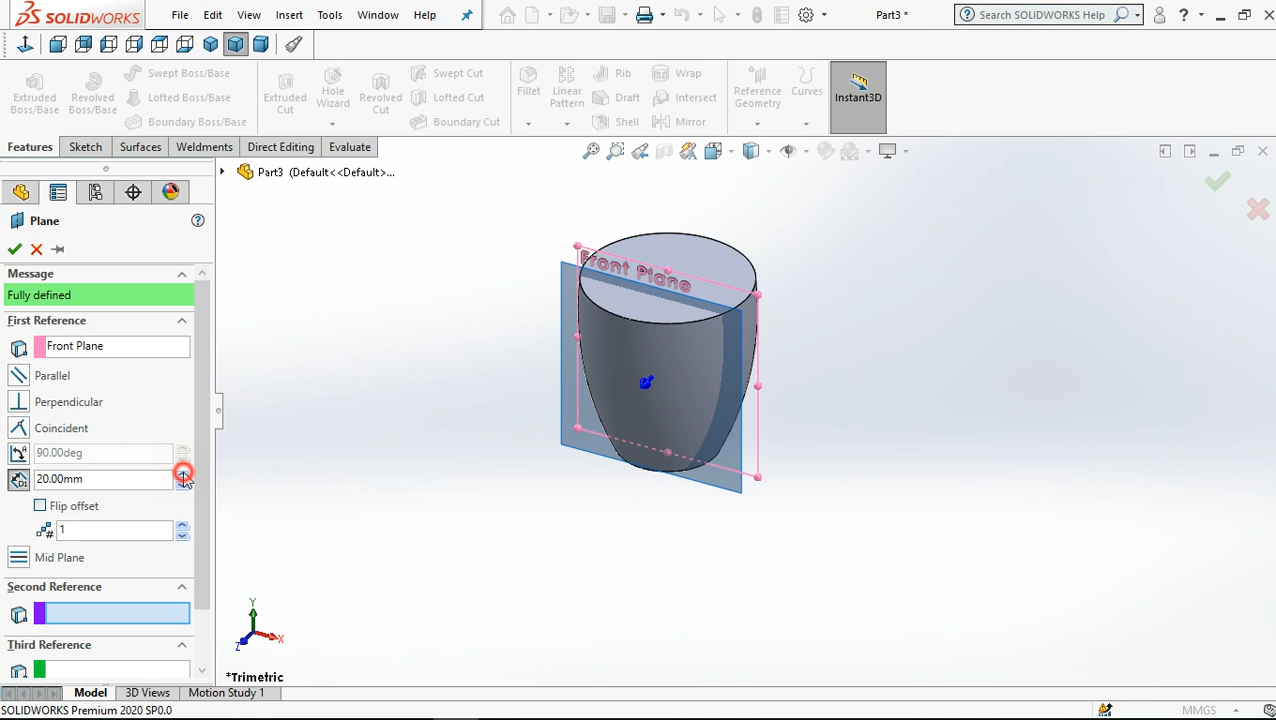 SOLIDWORKS File Edit View Insert Tools Window Help Part3 * Search SOLIDWORKS Help ?
Extruded Boss/Base
Revolved Boss/Base
Swept Boss/Base
Lofted Boss/Base
Boundary Boss/Base
Extruded Cut
Hole Wizard
Revolved Cut
Swept Cut
Lofted Cut
Boundary Cut
Fillet
Linear Pattern
Rib
Draft
Shell
Wrap
Intersect
Mirror
Reference Geometry
Curves
Instant3D
Features Sketch Surfaces Weldments Direct Editing Evaluate
Part3 (Default<<Default>...
Plane
Message
Fully defined
First Reference
Front Plane
Parallel
Perpendicular
Coincident
90.00deg
20.00mm
Flip offset
1
Mid Plane
Second Reference
Third Reference
Front Plane
Y
X
Z
*Trimetric
Model 3D Views Motion Study 1
SOLIDWORKS Premium 2020 SP0.0
MMGS